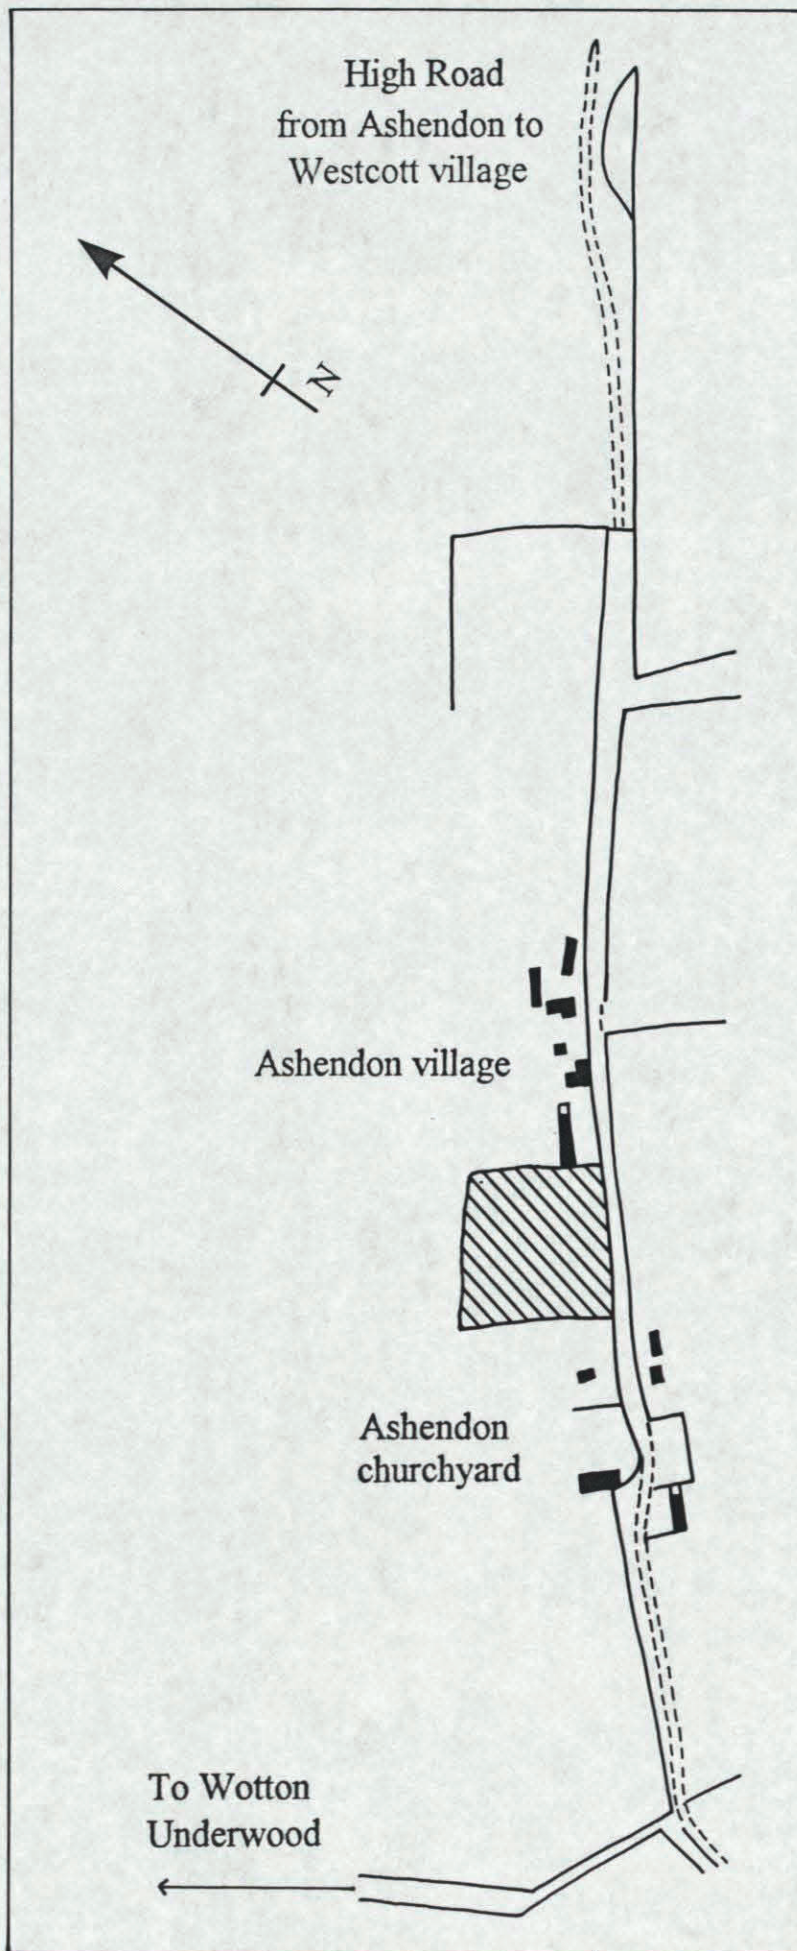 High Road
from Ashendon to
Westcott village
N
Ashendon village
Ashendon
churchyard
To Wotton
Underwood